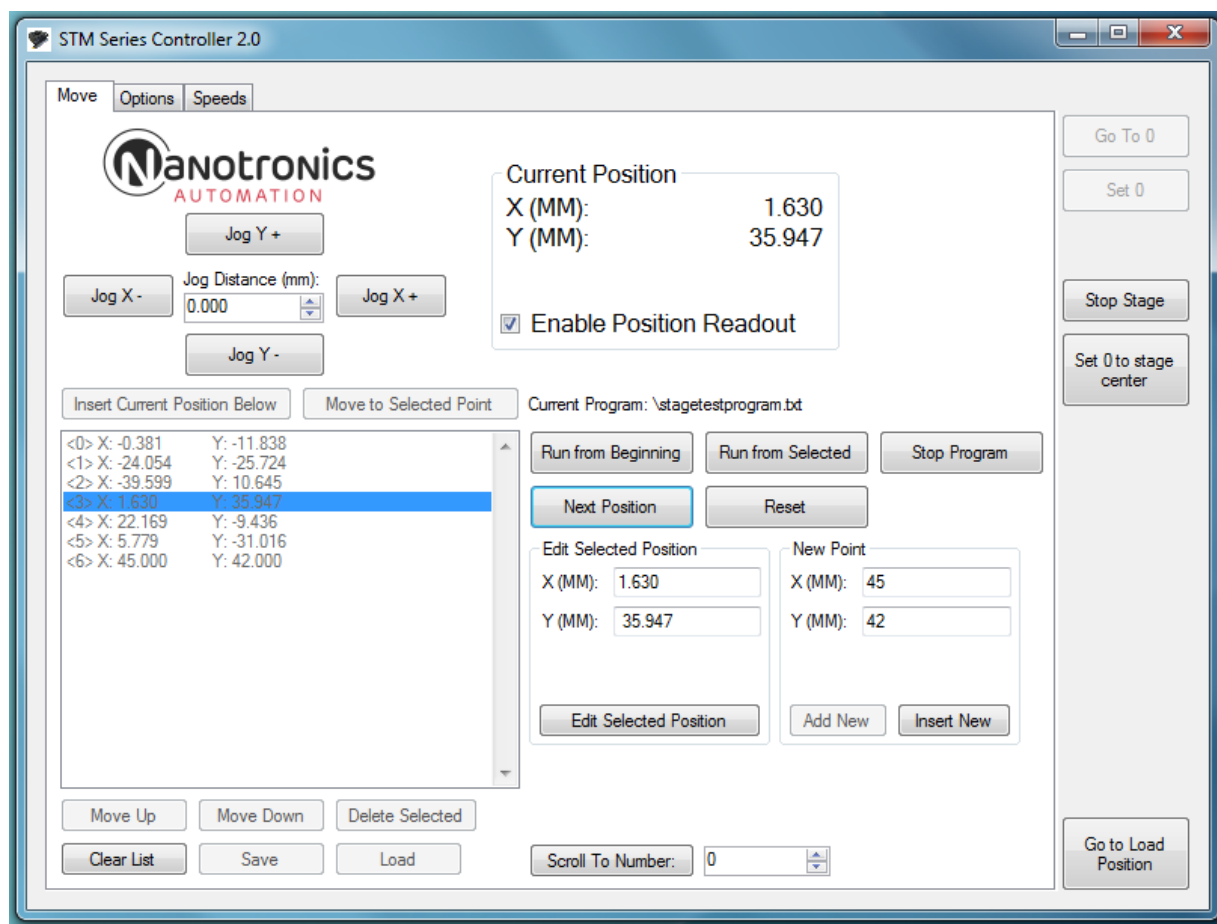 STM Series Controller 2.0
Move Options Speeds
Nanotronics
AUTOMATION
Jog Y +
Jog X -
Jog Distance (mm):
0.000
Jog X +
Jog Y -
Current Position
X (MM): 1.630
Y (MM): 35.947
Enable Position Readout
Go To 0
Set 0
Stop Stage
Set 0 to stage
center
Insert Current Position Below Move to Selected Point
Current Program: \stagetestprogram.txt
<0> X: -0.381 Y: -11.838
<1> X: -24.054 Y: -25.724
<2> X: -39.599 Y: 10.645
<3> X: 1.630 Y: 35.947
<4> X: 22.169 Y: -9.436
<5> X: 5.779 Y: -31.016
<6> X: 45.000 Y: 42.000
Run from Beginning Run from Selected Stop Program
Next Position Reset
Edit Selected Position
X (MM): 1.630
Y (MM): 35.947
Edit Selected Position
New Point
X (MM): 45
Y (MM): 42
Add New Insert New
Move Up Move Down Delete Selected
Clear List Save Load
Scroll To Number: 0
Go to Load
Position